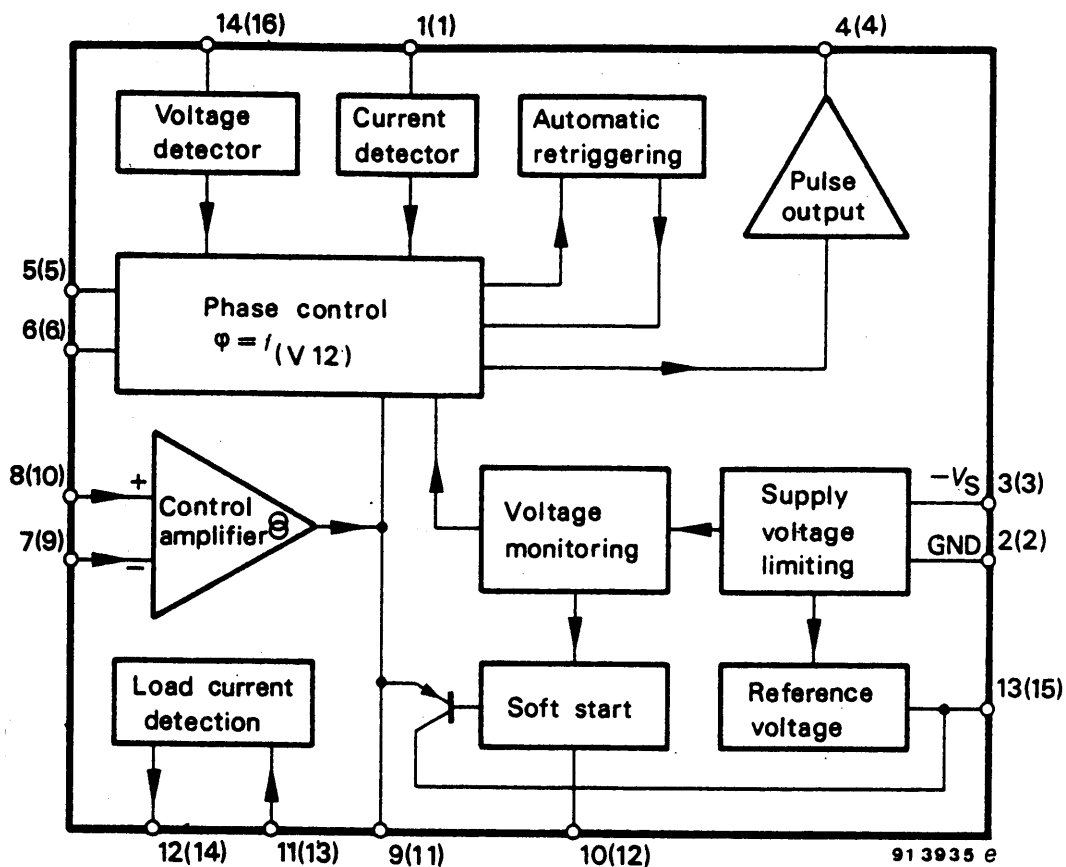 14(16)
1(1)
4(4)
Voltage
detector
Current
detector
Automatic
retriggering
Pulse
output
5(5)
6(6)
Phase control
φ = f(V 12)
8(10)
+
7(9)
−
Control
amplifier
Voltage
monitoring
Supply
voltage
limiting
−VS
3(3)
GND
2(2)
Load current
detection
Soft start
Reference
voltage
13(15)
12(14)
11(13)
9(11)
10(12)
91 3935 e